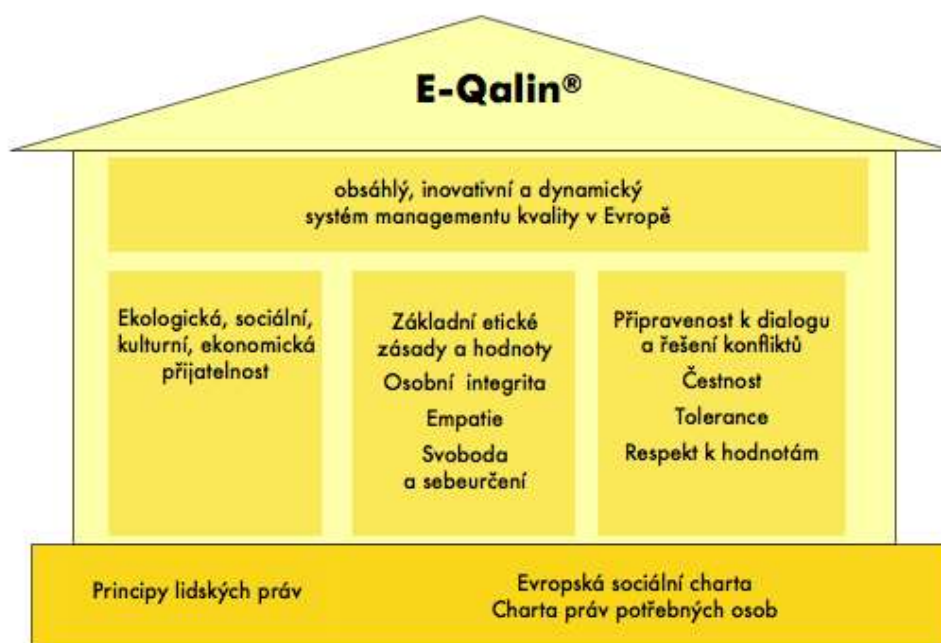 E-Qalin®
obsáhlý, inovativní a dynamický
systém managementu kvality v Evropě
Ekologická, sociální,
kulturní, ekonomická
přijatelnost
Základní etické
zásady a hodnoty
Osobní integrita
Empatie
Svoboda
a sebeurčení
Připravenost k dialogu
a řešení konfliktů
Čestnost
Tolerance
Respekt k hodnotám
Principy lidských práv
Evropská sociální charta
Charta práv potřebných osob